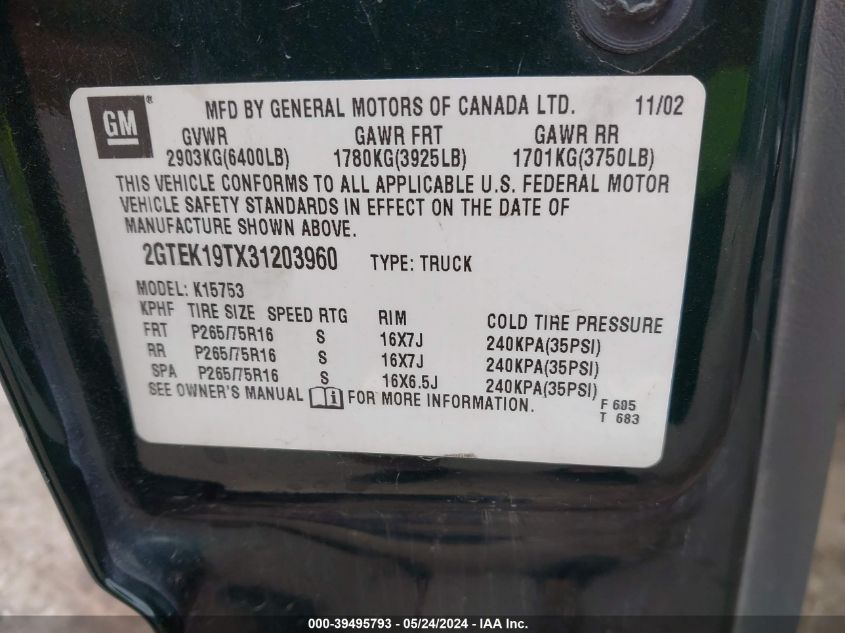 GM ® MFD BY GENERAL MOTORS OF CANADA LTD. 11/02
GVWR GAWR FRT GAWR RR
2903KG(6400LB) 1780KG(3925LB) 1701KG(3750LB)
THIS VEHICLE CONFORMS TO ALL APPLICABLE U.S. FEDERAL MOTOR
VEHICLE SAFETY STANDARDS IN EFFECT ON THE DATE OF
MANUFACTURE SHOWN ABOVE.
2GTEK19TX31203960 TYPE: TRUCK
MODEL: K15753
KPHF TIRE SIZE SPEED RTG RIM COLD TIRE PRESSURE
FRT P265/75R16 S 16X7J 240KPA(35PSI)
RR P265/75R16 S 16X7J 240KPA(35PSI)
SPA P265/75R16 S 16X6.5J 240KPA(35PSI)
SEE OWNER'S MANUAL i FOR MORE INFORMATION.
F 695
T 683
000-39495793 - 05/24/2024 - IAA Inc.